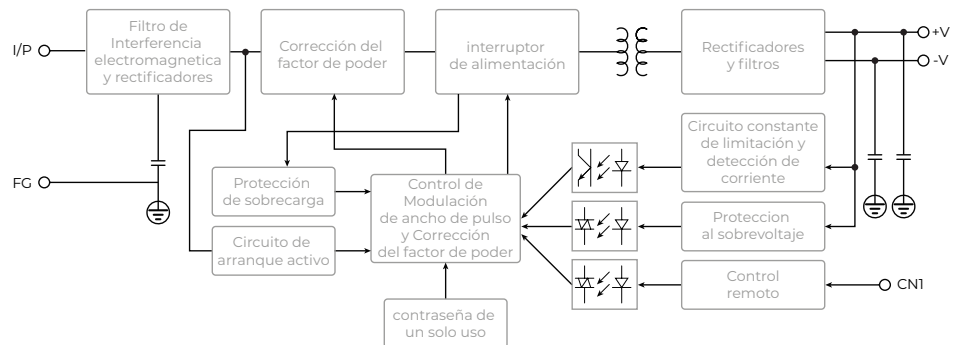 I/P
Filtro de
Interferencia
electromagnetica
y rectificadores
Corrección del
factor de poder
interruptor
de alimentación
Rectificadores
y filtros
+V
-V
FG
Protección
de sobrecarga
Circuito de
arranque activo
Control de
Modulación
de ancho de pulso
y Corrección
del factor de poder
contraseña de
un solo uso
Circuito constante
de limitación y
detección de
corriente
Proteccion
al sobrevoltaje
Control
remoto
CN1